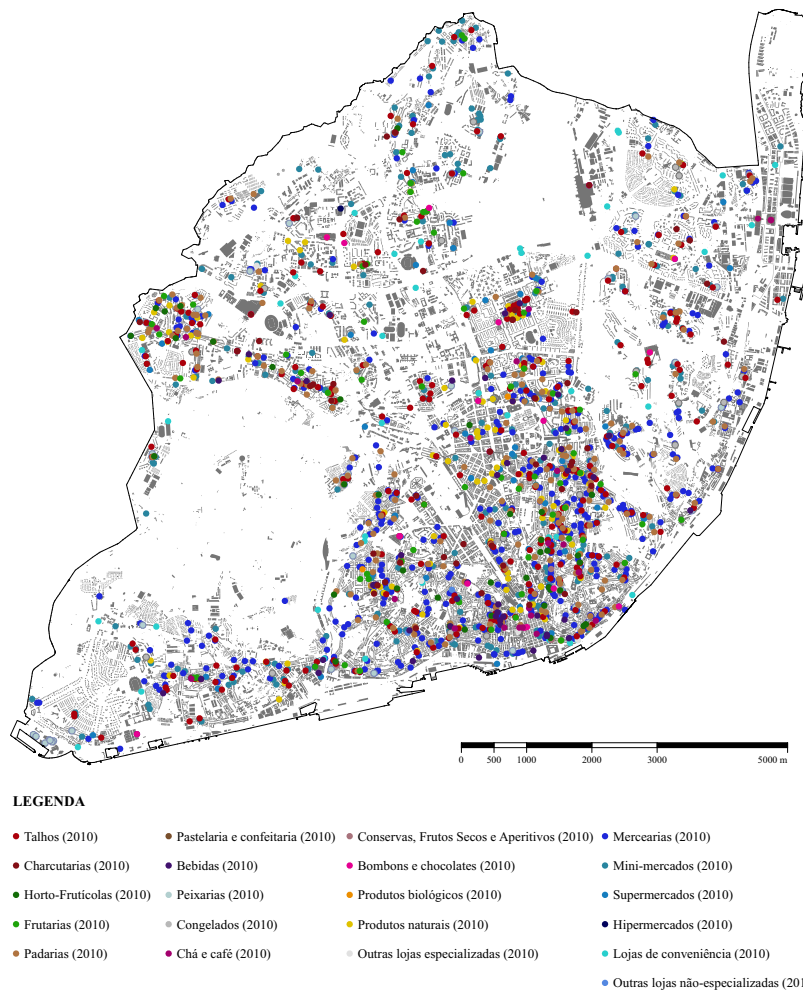 0 500 1000 2000 3000 5000 m
LEGENDA
Talhos (2010) Pastelaria e confeitaria (2010) Conservas, Frutos Secos e Aperitivos (2010) Mercearias (2010)
Charcutarias (2010) Bebidas (2010) Bombons e chocolates (2010) Mini-mercados (2010)
Horto-Frutícolas (2010) Peixarias (2010) Produtos biológicos (2010) Supermercados (2010)
Frutarias (2010) Congelados (2010) Produtos naturais (2010) Hipermercados (2010)
Padarias (2010) Chá e café (2010) Outras lojas especializadas (2010) Lojas de conveniência (2010)
Outras lojas não-especializadas (201